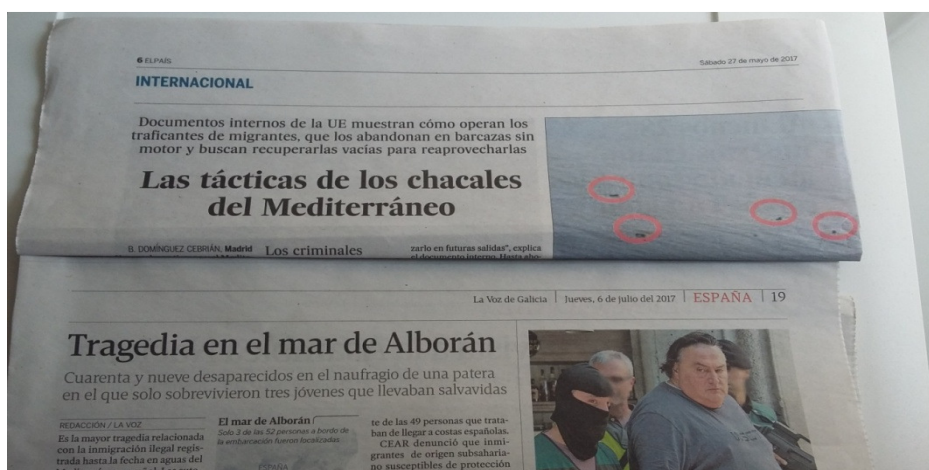 6 ELPAÍS
Sábado 27 de mayo de 2017
INTERNACIONAL
Documentos internos de la UE muestran cómo operan los
traficantes de migrantes, que los abandonan en barcazas sin
motor y buscan recuperarlas vacías para reaprovecharlas
Las tácticas de los chacales
del Mediterráneo
B. DOMÍNGUEZ CEBRIÁN, Madrid
Los criminales
zarlo en futuras salidas", explica
el documento interno. Hasta aho-
La Voz de Galicia | Jueves, 6 de julio del 2017 | ESPAÑA | 19
Tragedia en el mar de Alborán
Cuarenta y nueve desaparecidos en el naufragio de una patera
en el que solo sobrevivieron tres jóvenes que llevaban salvavidas
REDACCIÓN / LA VOZ
Es la mayor tragedia relacionada
con la inmigración ilegal regis-
trada hasta la fecha en aguas del
El mar de Alborán
Solo 3 de las 52 personas a bordo de
la embarcación fueron localizadas
ESPAÑA
te de las 49 personas que trata-
ban de llegar a costas españolas.
CEAR denunció que inmi-
grantes de origen subsaharia-
no susceptibles de protección